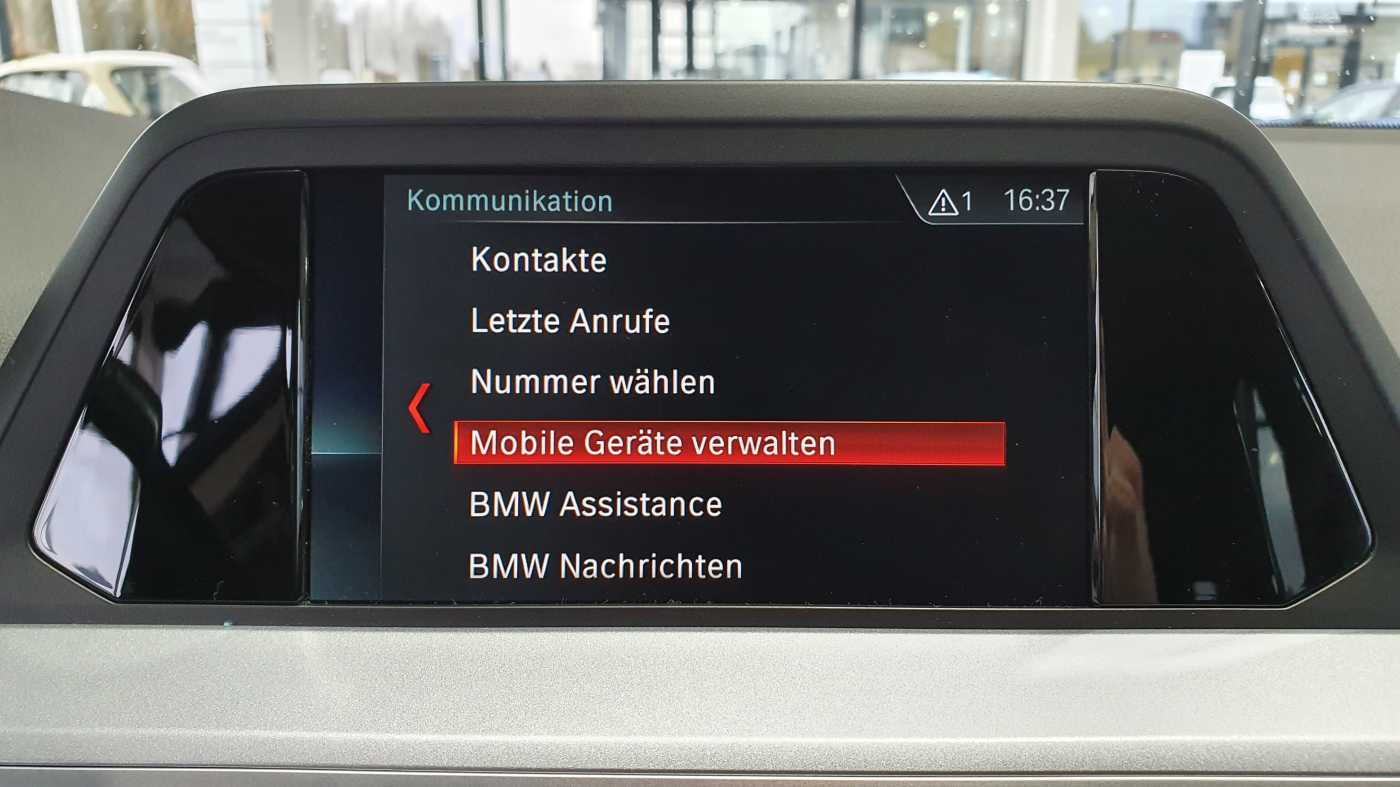 Kommunikation
1 16:37
Kontakte
Letzte Anrufe
Nummer wählen
Mobile Geräte verwalten
BMW Assistance
BMW Nachrichten